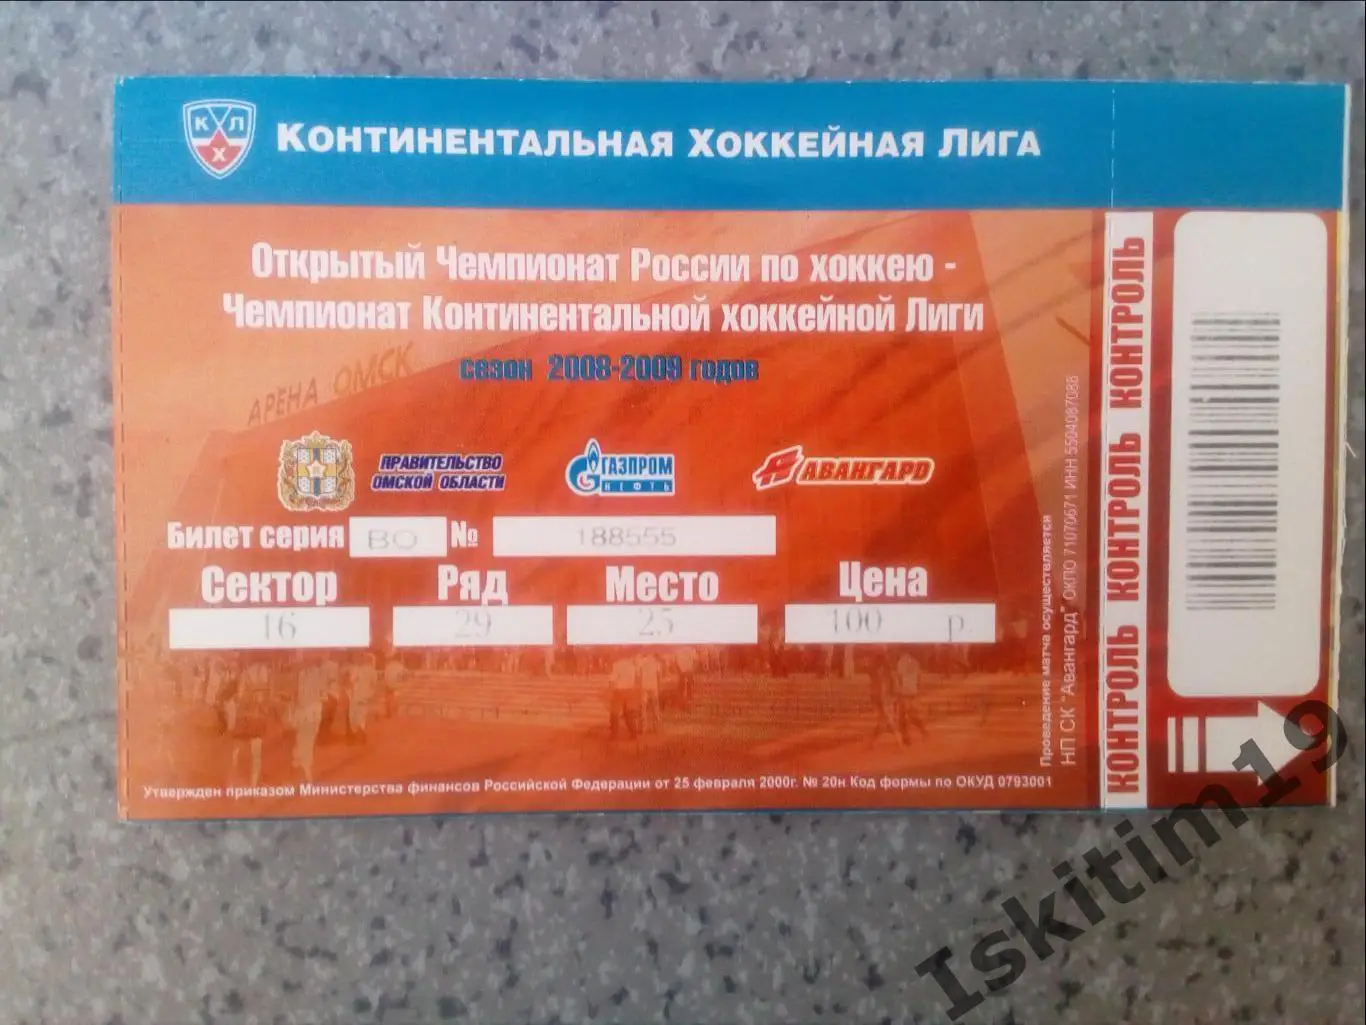 КХЛ
Континентальная Хоккейная Лига
Открытый Чемпионат России по хоккею -
Чемпионат Континентальной хоккейной Лиги
сезон 2008-2009 годов
АРЕНА ОМСК
ПРАВИТЕЛЬСТВО
ОМСКОЙ ОБЛАСТИ
ГАЗПРОМ
НЕФТЬ
АВАНГАРД
Билет серия ВО № 188555
Сектор Ряд Место Цена
16 29 25 100 р.
Утвержден приказом Министерства финансов Российской Федерации от 25 февраля 2000г. № 20н Код формы по ОКУД 0793001
Проведение матча осуществляется
НП СК "Авангард" ОКПО 71070671 ИНН 5504087088
КОНТРОЛЬ КОНТРОЛЬ КОНТРОЛЬ
Iskitim19